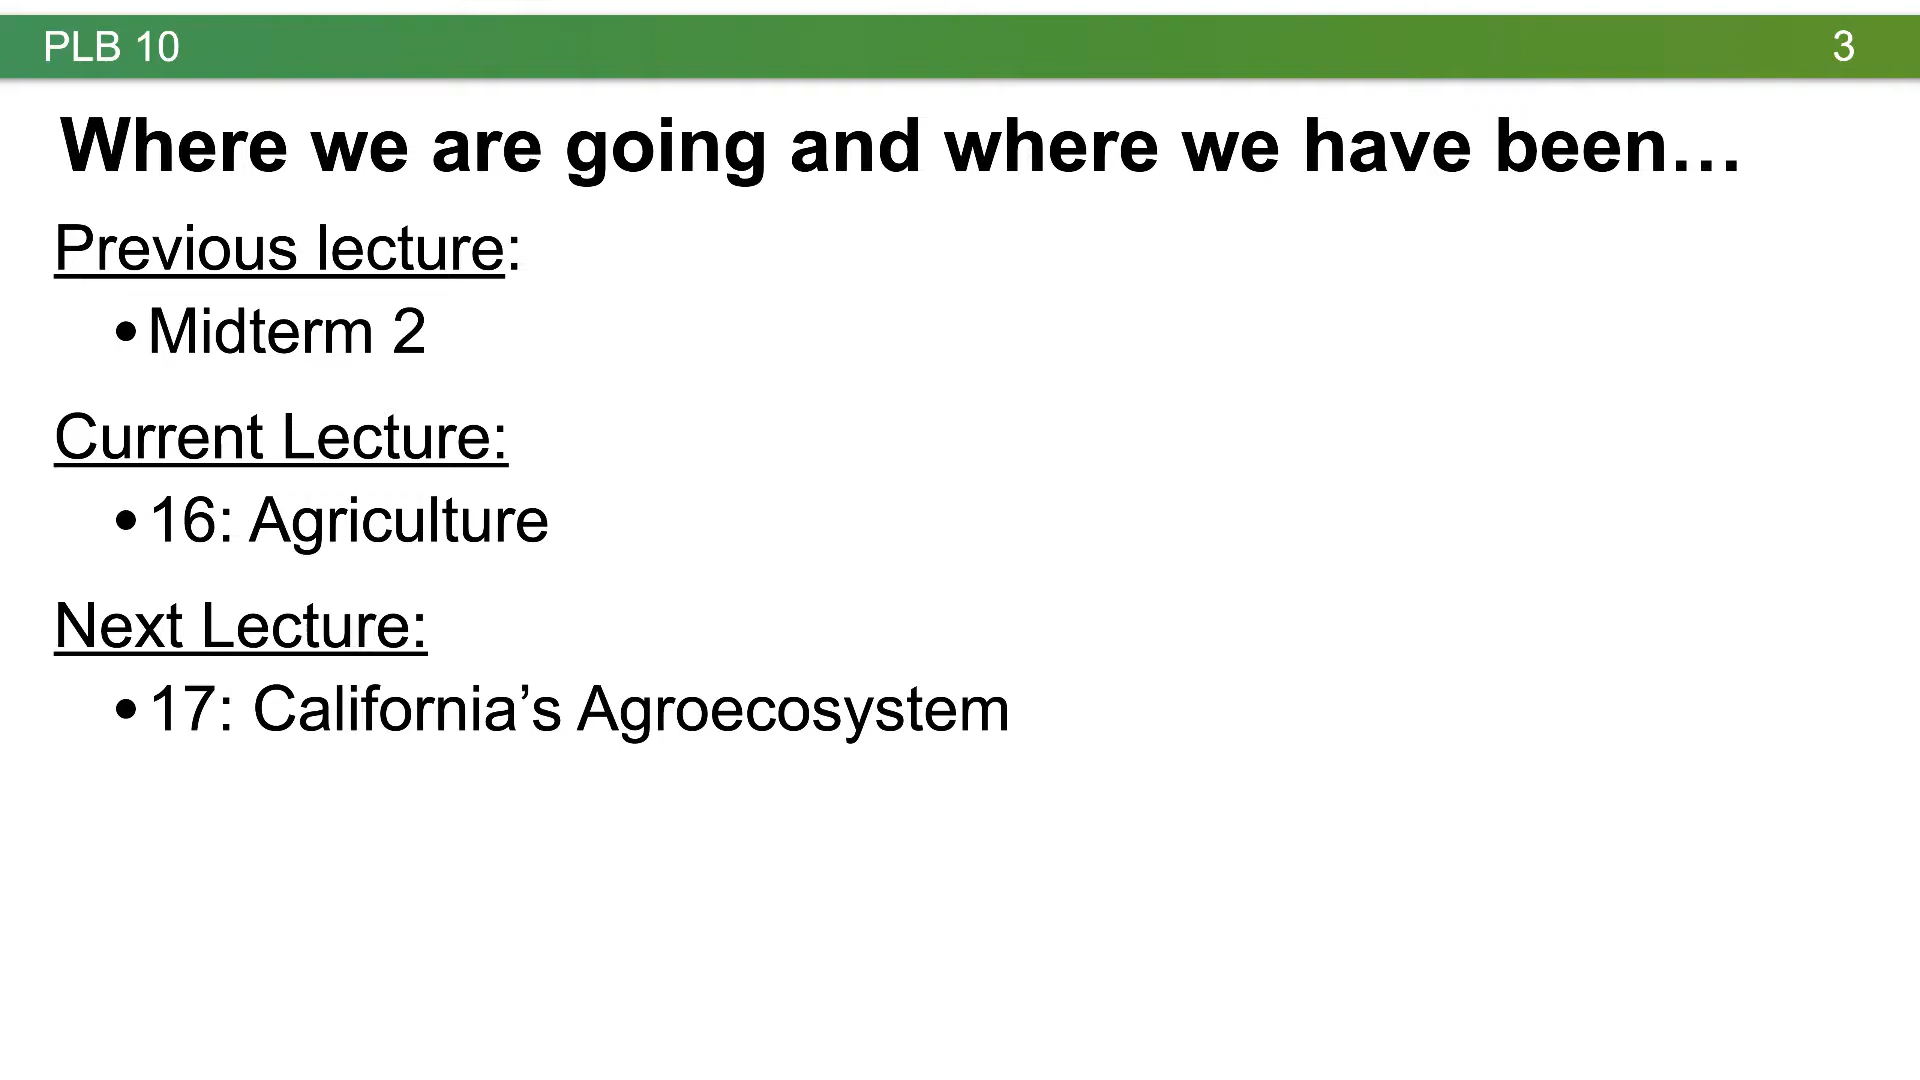 PLB 10 3
Where we are going and where we have been…
Previous lecture:
•Midterm 2
Current Lecture:
•16: Agriculture
Next Lecture:
•17: California’s Agroecosystem